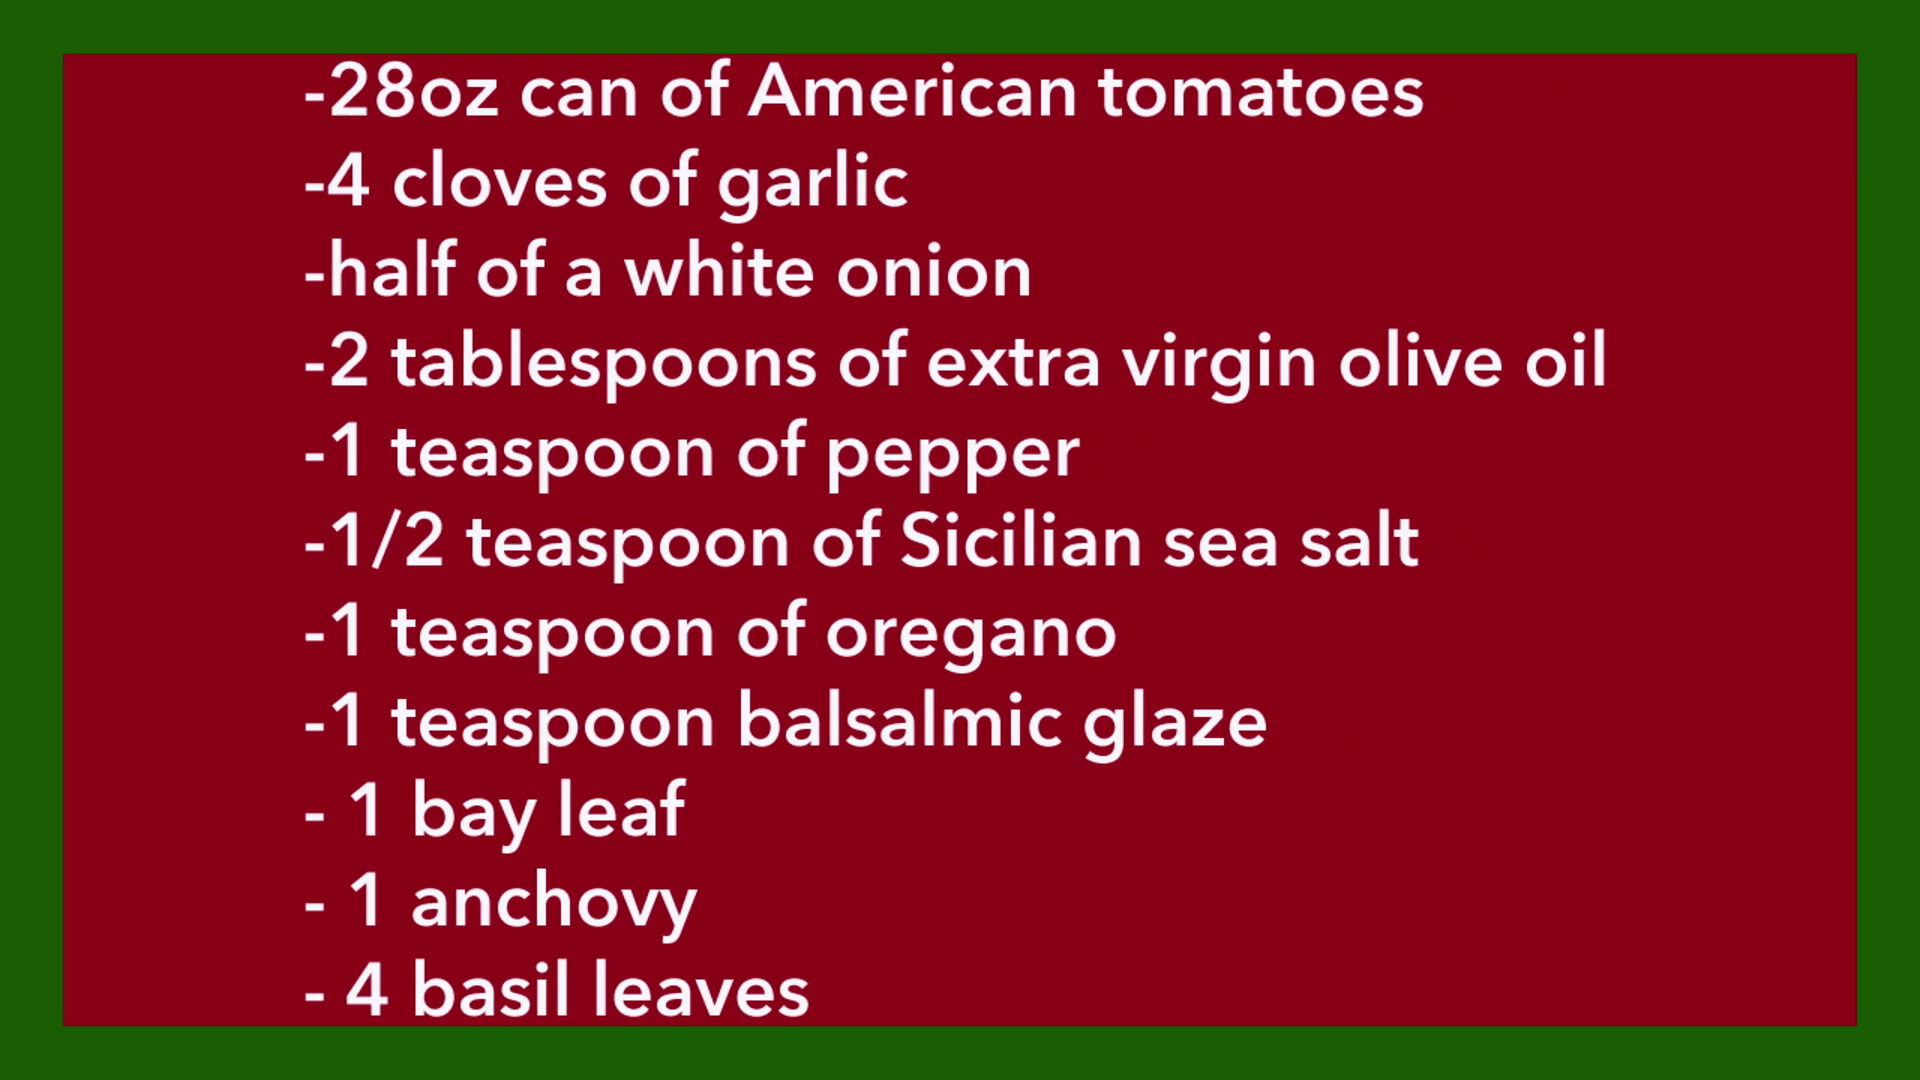 -28oz can of American tomatoes
-4 cloves of garlic
-half of a white onion
-2 tablespoons of extra virgin olive oil
-1 teaspoon of pepper
-1/2 teaspoon of Sicilian sea salt
-1 teaspoon of oregano
-1 teaspoon balsalmic glaze
- 1 bay leaf
- 1 anchovy
- 4 basil leaves